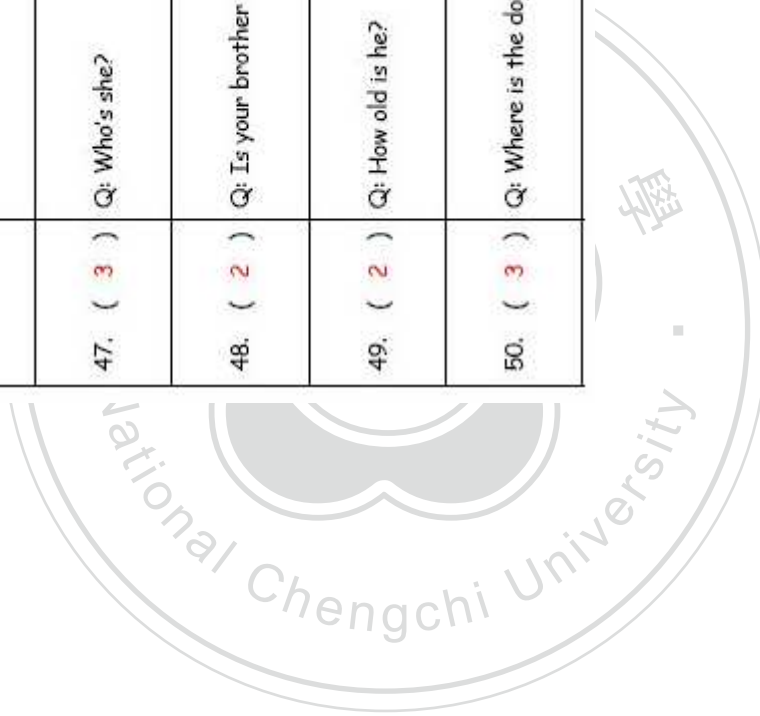 47. ( 3 ) Q: Who's she?
48. ( 2 ) Q: Is your brother
49. ( 2 ) Q: How old is he?
50. ( 3 ) Q: Where is the
學
National Chengchi University